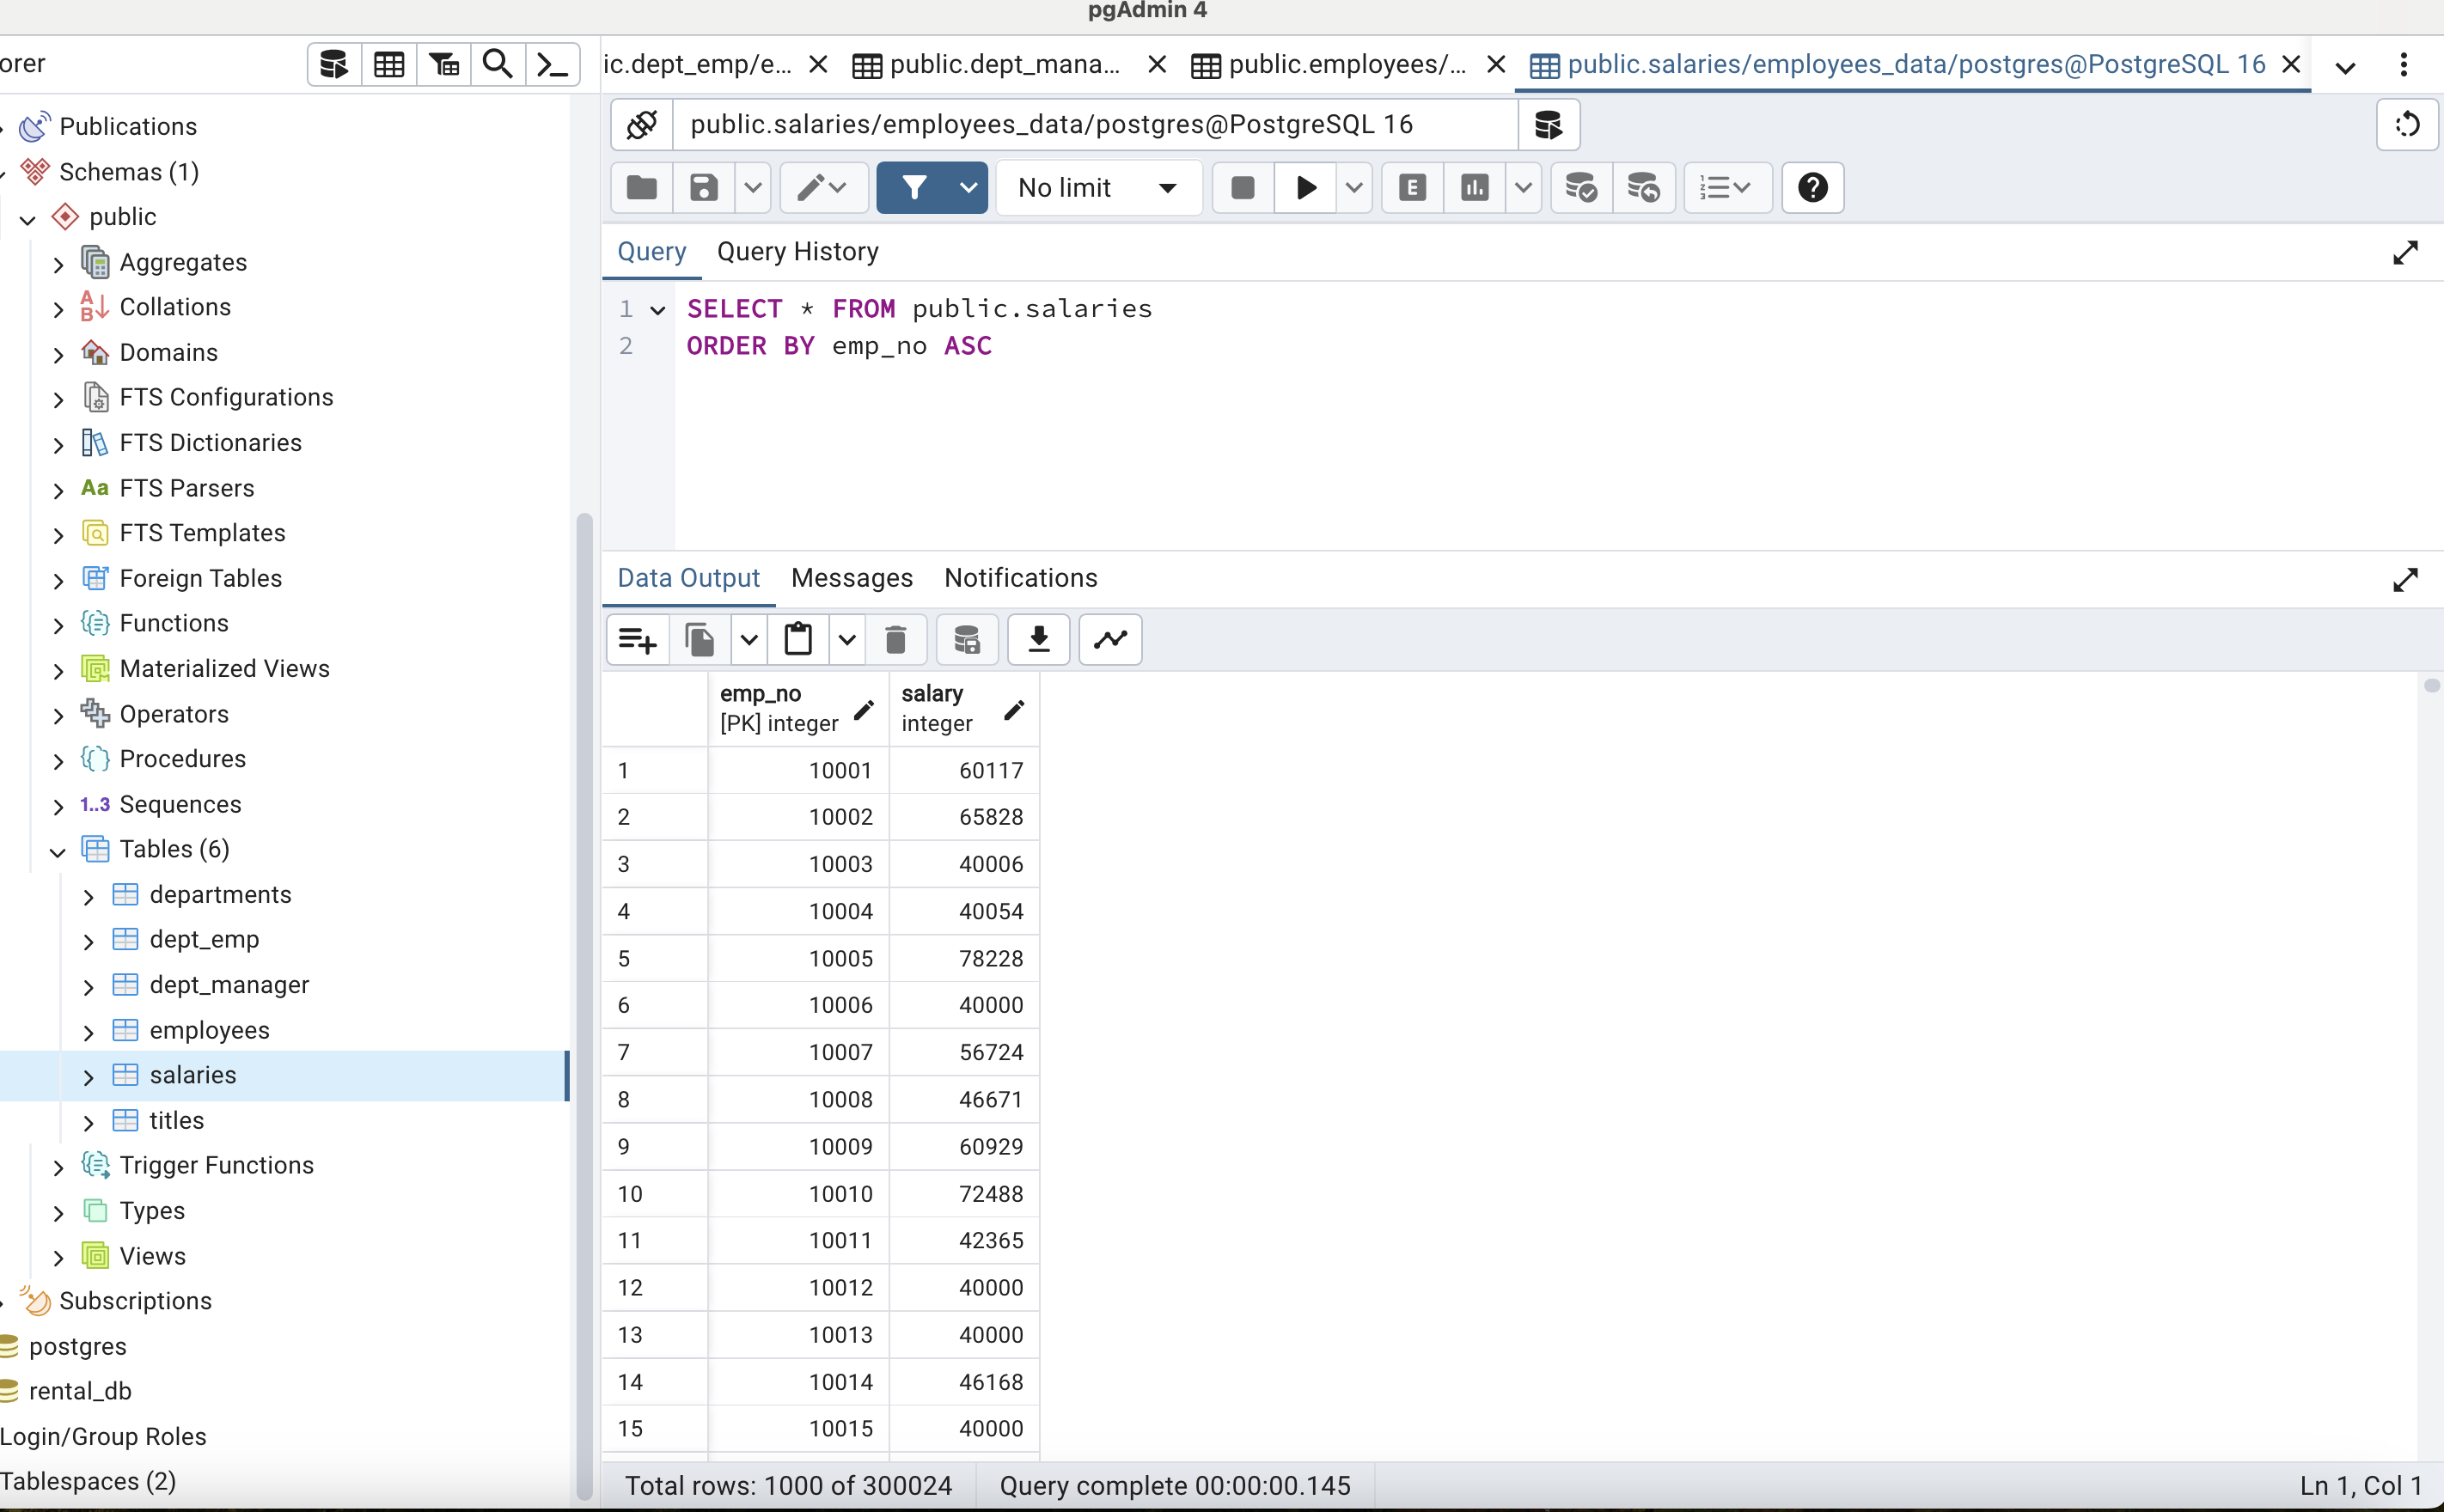 pgAdmin 4
orer
ic.dept_emp/e...
public.dept_mana...
public.employees/...
public.salaries/employees_data/postgres@PostgreSQL 16
public.salaries/employees_data/postgres@PostgreSQL 16
No limit
E
Query
Query History
1 SELECT * FROM public.salaries
2 ORDER BY emp_no ASC
Publications
Schemas (1)
public
Aggregates
Collations
Domains
FTS Configurations
FTS Dictionaries
Aa FTS Parsers
FTS Templates
Foreign Tables
Functions
Materialized Views
Operators
Procedures
1..3 Sequences
Tables (6)
departments
dept_emp
dept_manager
employees
salaries
titles
Trigger Functions
Types
Views
Subscriptions
postgres
rental_db
Login/Group Roles
Tablespaces (2)
Data Output
Messages
Notifications
emp_no
[PK] integer
salary
integer
1 10001 60117
2 10002 65828
3 10003 40006
4 10004 40054
5 10005 78228
6 10006 40000
7 10007 56724
8 10008 46671
9 10009 60929
10 10010 72488
11 10011 42365
12 10012 40000
13 10013 40000
14 10014 46168
15 10015 40000
Total rows: 1000 of 300024
Query complete 00:00:00.145
Ln 1, Col 1